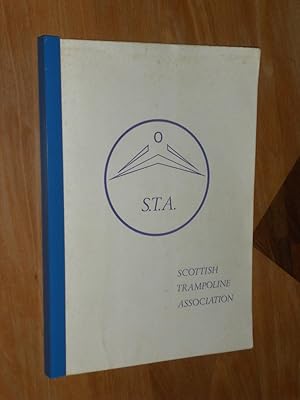 S.T.A.
SCOTTISH
TRAMPOLINE
ASSOCIATION